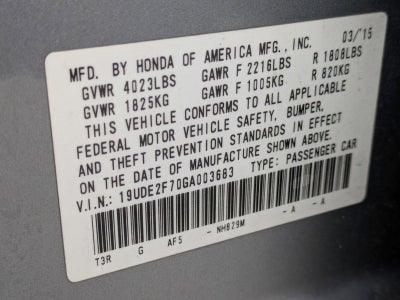 MFD. BY HONDA OF AMERICA MFG., INC. 03/'15
GVWR 4023LBS GAWR F 2216LBS R 1808LBS
GVWR 1825KG GAWR F 1005KG R 820KG
THIS VEHICLE CONFORMS TO ALL APPLICABLE
FEDERAL MOTOR VEHICLE SAFETY, BUMPER,
AND THEFT PREVENTION STANDARDS IN EFFECT
ON THE DATE OF MANUFACTURE SHOWN ABOVE.
V.I.N.: 19UDE2F70GA003683 TYPE: PASSENGER CAR
T3R G AF5 - NH829M - A - A